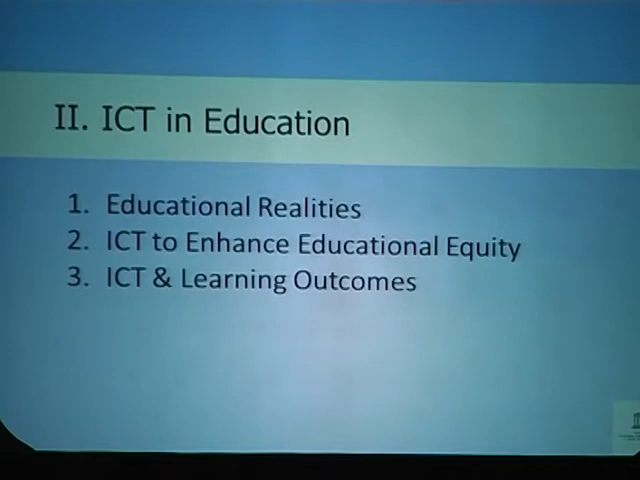 II. ICT in Education
1. Educational Realities
2. ICT to Enhance Educational Equity
3. ICT & Learning Outcomes